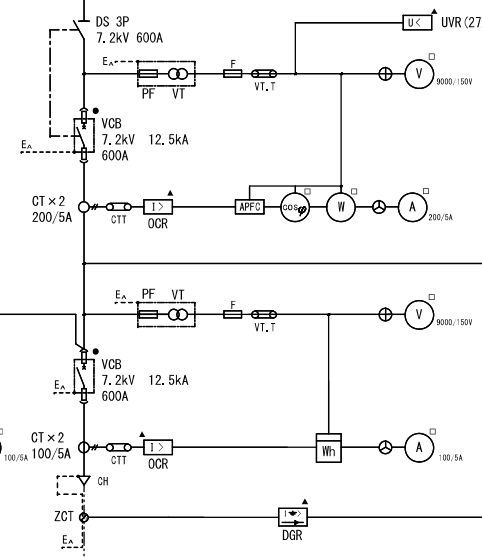 DS 3P
7.2kV 600A
U<
UVR(27
EA
PF VT
F
VT.T
V
9000/150V
VCB
7.2kV 12.5kA
600A
EA
CT×2
200/5A
CTT
I>
OCR
APFC
cosφ
W
A
200/5A
EA
PF VT
F
VT.T
V
9000/150V
VCB
7.2kV 12.5kA
600A
EA
CT×2
100/5A
100/5A
CTT
I>
OCR
Wh
A
100/5A
CH
ZCT
EA
DGR